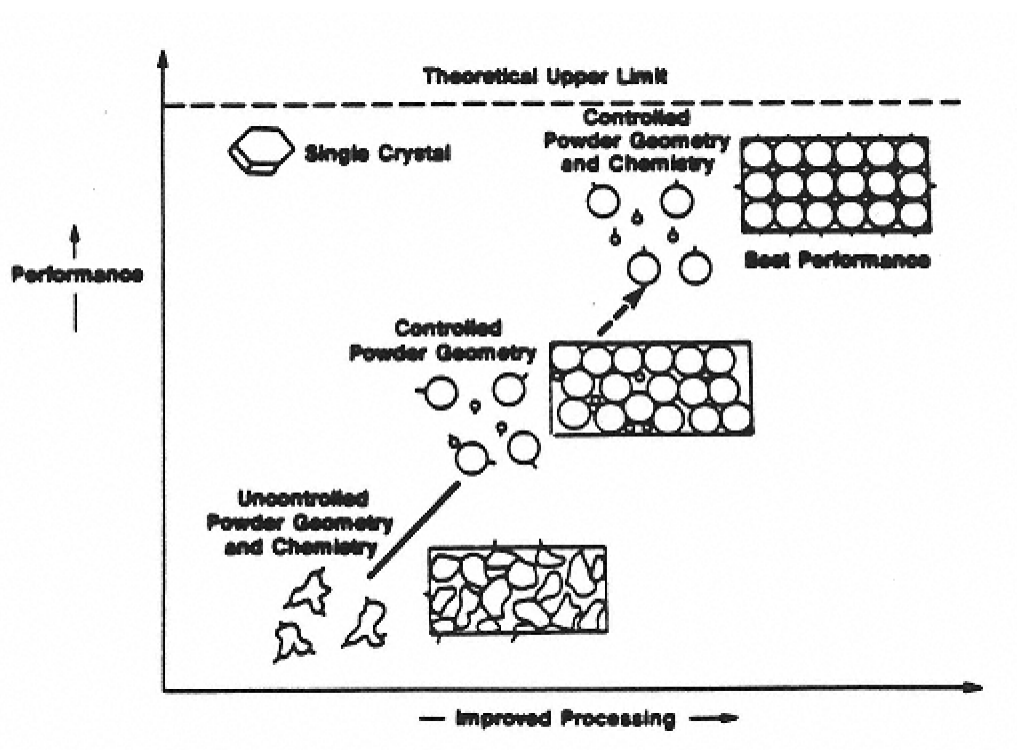 Theoretical Upper Limit
Single Crystal
Controlled
Powder Geometry
and Chemistry
Best Performance
Performance
Controlled
Powder Geometry
Uncontrolled
Powder Geometry
and Chemistry
Improved Processing